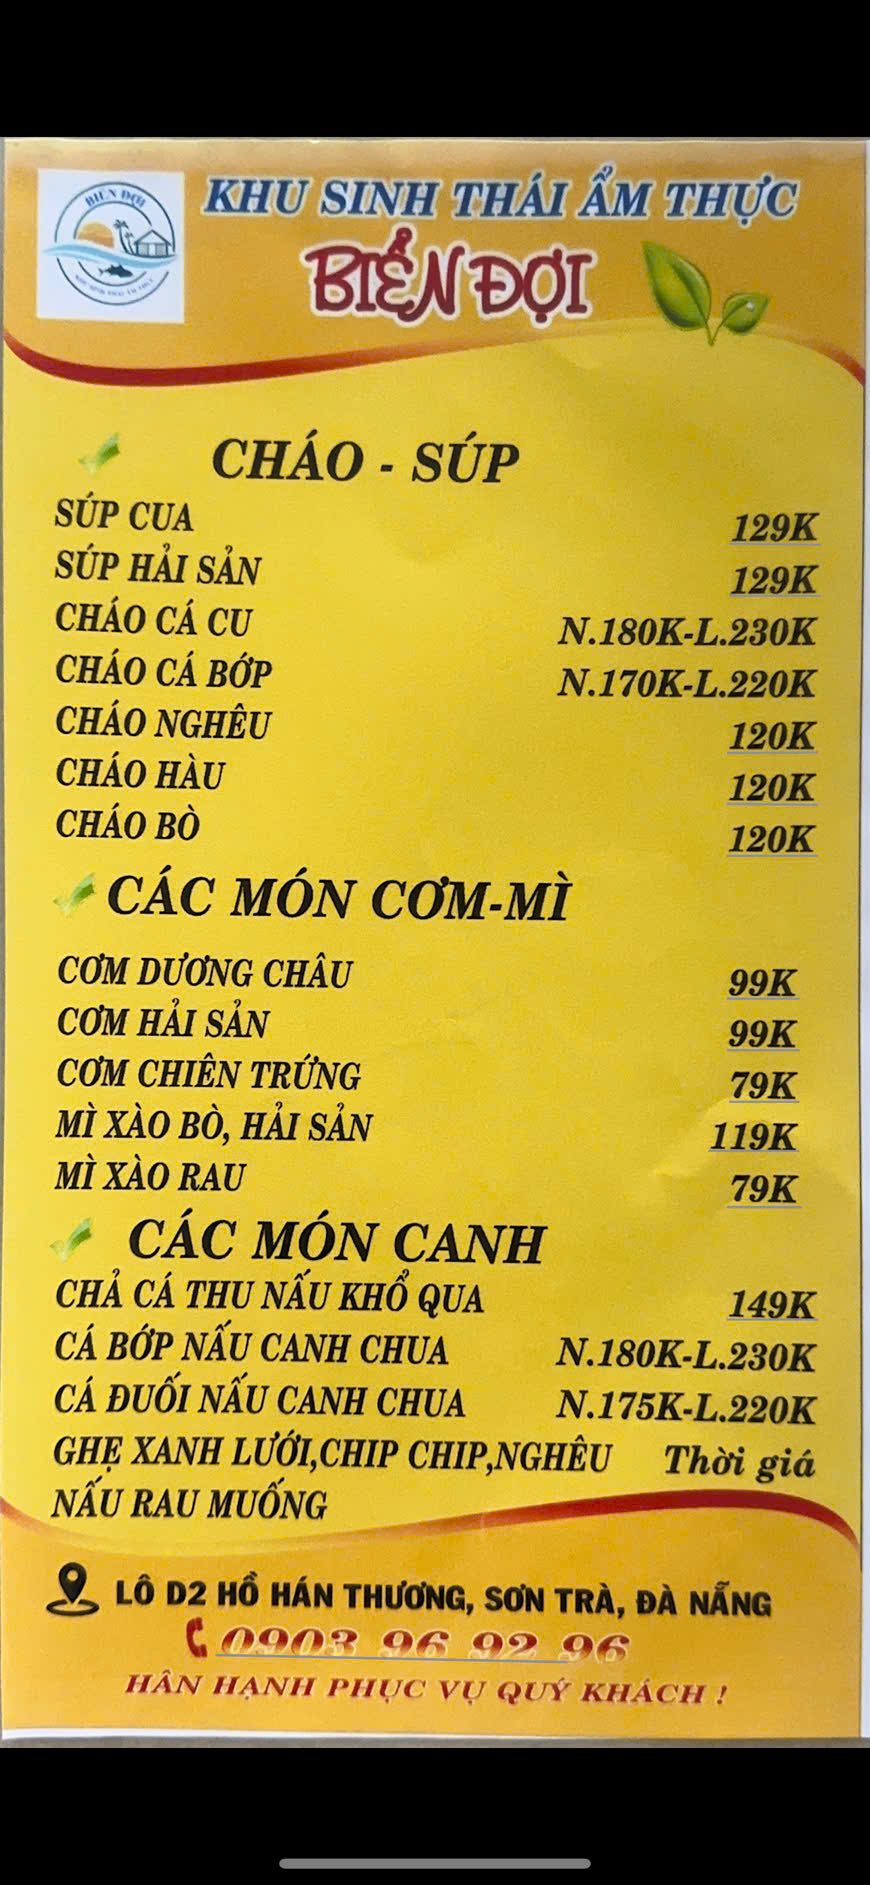 BIỂN ĐỢI
KHU SINH THÁI ẨM THỰC
BIỂN ĐỢI
CHÁO - SÚP
SÚP CUA 129K
SÚP HẢI SẢN 129K
CHÁO CÁ CU N.180K-L.230K
CHÁO CÁ BỚP N.170K-L.220K
CHÁO NGHÊU 120K
CHÁO HÀU 120K
CHÁO BÒ 120K
CÁC MÓN CƠM-MÌ
CƠM DƯƠNG CHÂU 99K
CƠM HẢI SẢN 99K
CƠM CHIÊN TRỨNG 79K
MÌ XÀO BÒ, HẢI SẢN 119K
MÌ XÀO RAU 79K
CÁC MÓN CANH
CHẢ CÁ THU NẤU KHỔ QUA 149K
CÁ BỚP NẤU CANH CHUA N.180K-L.230K
CÁ ĐUỐI NẤU CANH CHUA N.175K-L.220K
GHẸ XANH LƯỚI,CHIP CHIP,NGHÊU Thời giá
NẤU RAU MUỐNG
LÔ D2 HỒ HÁN THƯƠNG, SƠN TRÀ, ĐÀ NẴNG
0903 96 92 96
HÂN HẠNH PHỤC VỤ QUÝ KHÁCH !